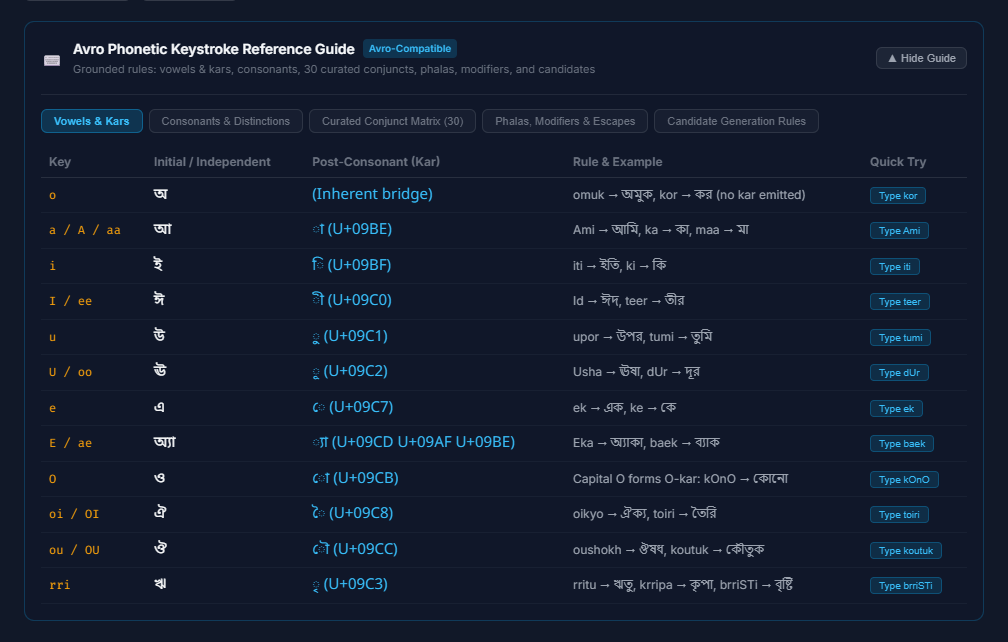 Avro Phonetic Keystroke Reference Guide Avro-Compatible
Grounded rules: vowels & kars, consonants, 30 curated conjuncts, phalas, modifiers, and candidates
▲ Hide Guide
Vowels & Kars Consonants & Distinctions Curated Conjunct Matrix (30) Phalas, Modifiers & Escapes Candidate Generation Rules
Key Initial / Independent Post-Consonant (Kar) Rule & Example Quick Try
o অ (Inherent bridge) omuk → অমুক, kor → কর (no kar emitted) Type kor
a / A / aa আ া (U+09BE) Ami → আমি, ka → কা, maa → মা Type Ami
i ই ি (U+09BF) iti → ইতি, ki → কি Type iti
I / ee ঈ ী (U+09C0) Id → ঈদ, teer → তীর Type teer
u উ ু (U+09C1) upor → উপর, tumi → তুমি Type tumi
U / oo ঊ ূ (U+09C2) Usha → ঊষা, dUr → দূর Type dUr
e এ ে (U+09C7) ek → এক, ke → কে Type ek
E / ae অ্যা ্যা (U+09CD U+09AF U+09BE) Eka → অ্যাকা, baek → ব্যাক Type baek
O ও ো (U+09CB) Capital O forms O-kar: kOnO → কোনো Type kOnO
oi / OI ঐ ৈ (U+09C8) oikyo → ঐক্য, toiri → তৈরি Type toiri
ou / OU ঔ ৌ (U+09CC) oushokh → ঔষধ, koutuk → কৌতুক Type koutuk
rri ঋ ৃ (U+09C3) rritu → ঋতু, krripa → কৃপা, brriSTi → বৃষ্টি Type brriSTi